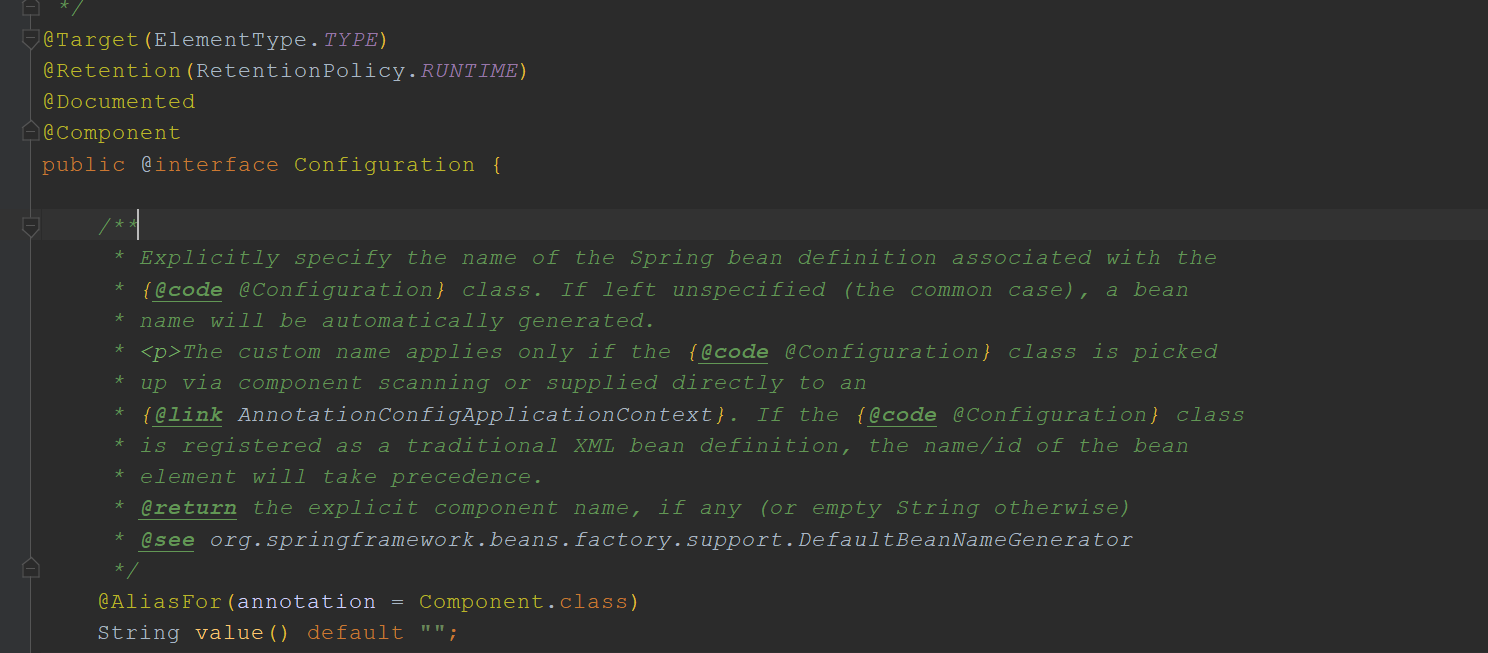 */
@Target(ElementType.TYPE)
@Retention(RetentionPolicy.RUNTIME)
@Documented
@Component
public @interface Configuration {
/**
* Explicitly specify the name of the Spring bean definition associated with the
* {@code @Configuration} class. If left unspecified (the common case), a bean
* name will be automatically generated.
* <p>The custom name applies only if the {@code @Configuration} class is picked
* up via component scanning or supplied directly to an
* {@link AnnotationConfigApplicationContext}. If the {@code @Configuration} class
* is registered as a traditional XML bean definition, the name/id of the bean
* element will take precedence.
* @return the explicit component name, if any (or empty String otherwise)
* @see org.springframework.beans.factory.support.DefaultBeanNameGenerator
*/
@AliasFor(annotation = Component.class)
String value() default "";